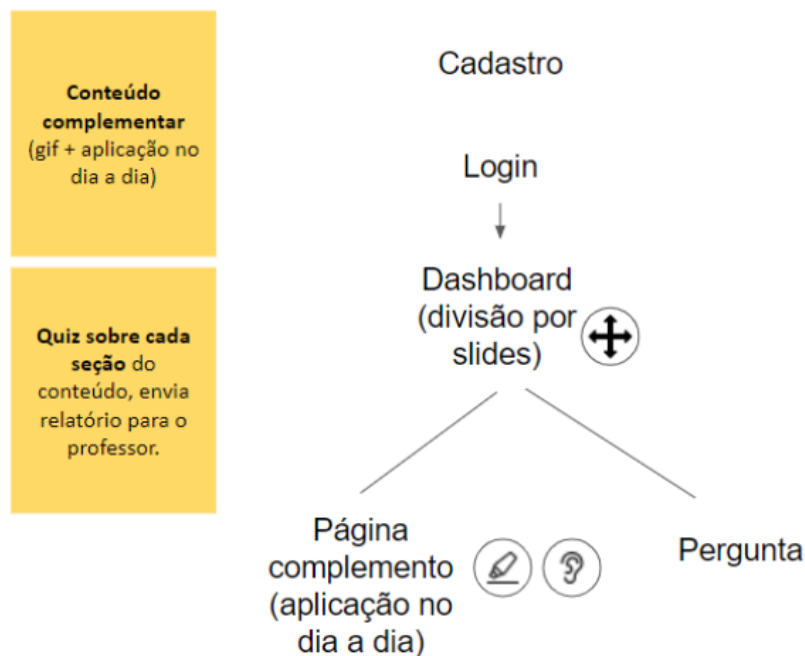 Conteúdo
complementar
(gif + aplicação no
dia a dia)
Quiz sobre cada
seção do
conteúdo, envia
relatório para o
professor.
Cadastro
Login
Dashboard
(divisão por
slides)
Página
complemento
(aplicação no
dia a dia)
Pergunta